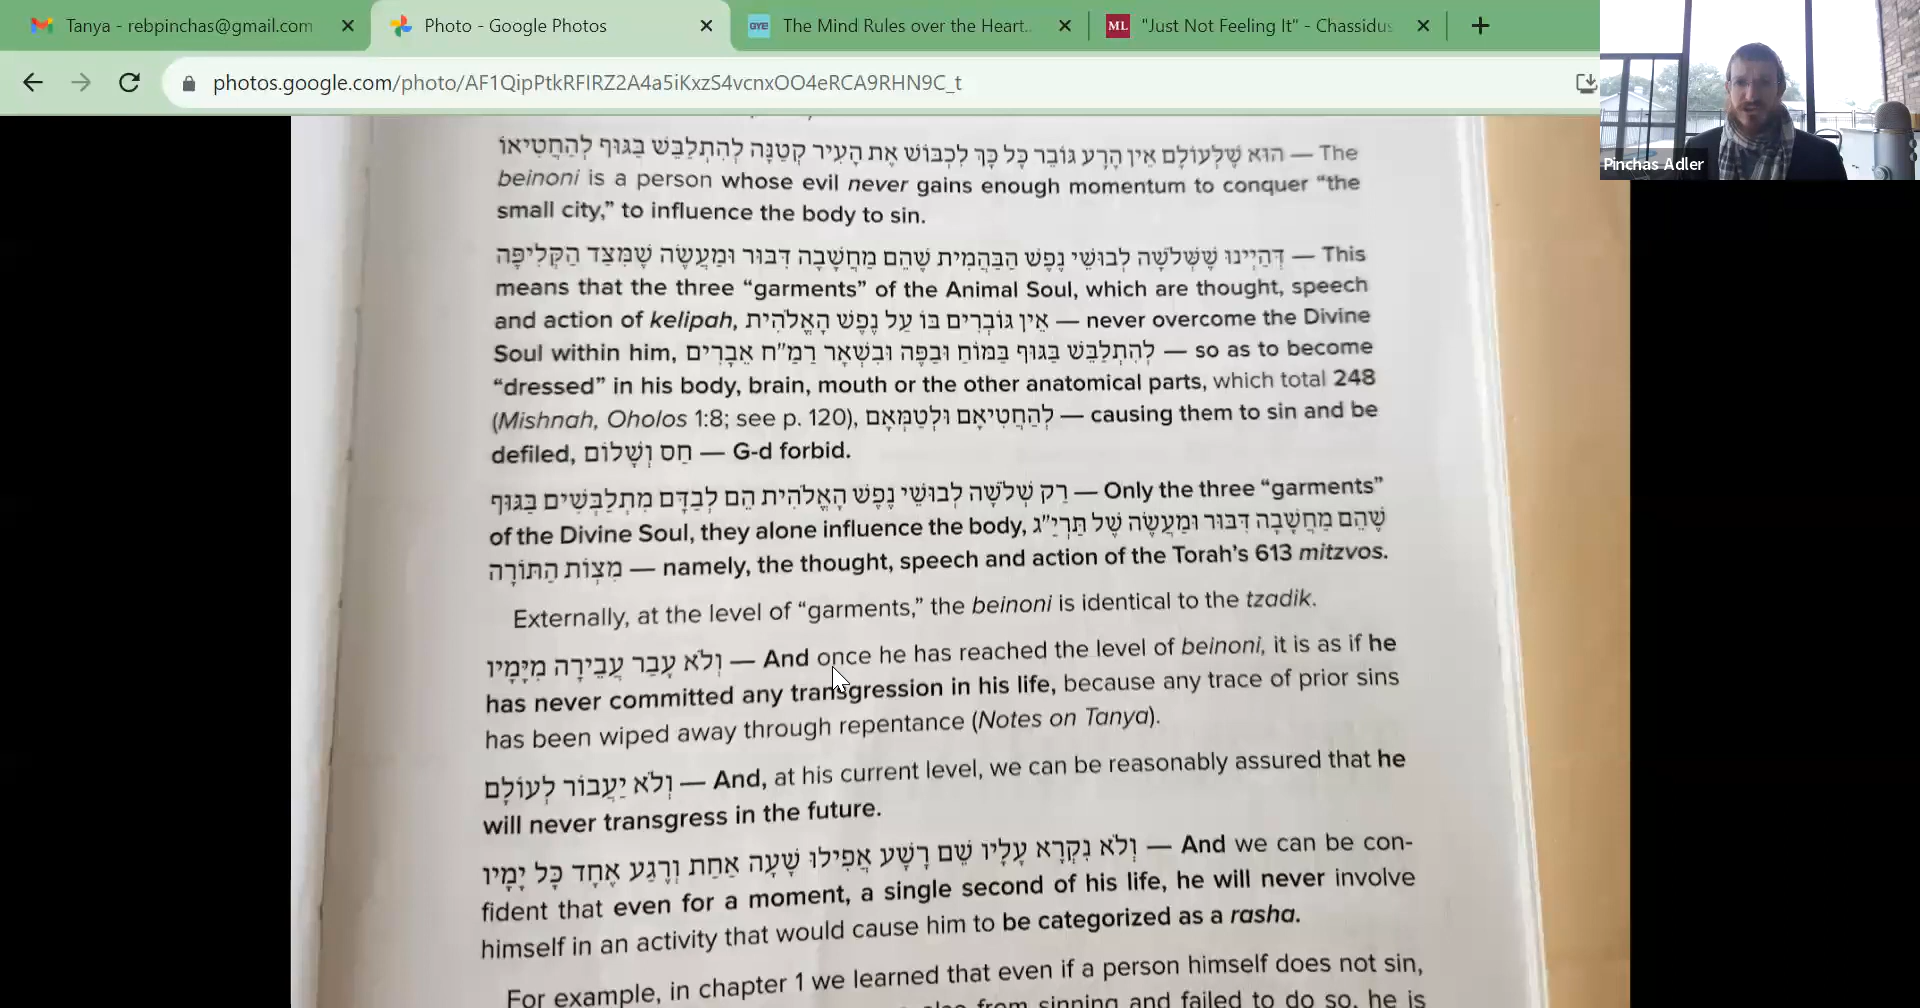 Tanya - rebpinchas@gmail.com
Photo - Google Photos
GYE
The Mind Rules over the Heart..
ML
"Just Not Feeling It" - Chassidus
photos.google.com/photo/AF1QipPtkRFIRZ2A4a5iKxzS4vcnxOO4eRCA9RHN9C_t
Pinchas Adler
הוּא שֶׁלְּעוֹלָם אֵין הָרַע גּוֹבֵר כָּל כָּךְ לִכְבּוֹשׁ אֶת הָעִיר קְטַנָּה לְהִתְלַבֵּשׁ בַּגּוּף לְהַחֲטִיאוֹ — The
beinoni is a person whose evil never gains enough momentum to conquer “the
small city,” to influence the body to sin.
דְּהַיְינוּ שֶׁשְּׁלֹשָׁה לְבוּשֵׁי נֶפֶשׁ הַבַּהֲמִית שֶׁהֵם מַחֲשָׁבָה דִּבּוּר וּמַעֲשֶׂה שֶׁמִּצַּד הַקְּלִיפָּה — This
means that the three “garments” of the Animal Soul, which are thought, speech
and action of kelipah, אֵין גּוֹבְרִים בּוֹ עַל נֶפֶשׁ הָאֱלֹהִית — never overcome the Divine
Soul within him, לְהִתְלַבֵּשׁ בַּגּוּף בַּמּוֹחַ וּבַפֶּה וּבִשְׁאָר רַמַ״ח אֵבָרִים — so as to become
“dressed” in his body, brain, mouth or the other anatomical parts, which total 248
(Mishnah, Oholos 1:8; see p. 120), לְהַחֲטִיאָם וּלְטַמְּאָם — causing them to sin and be
defiled, חַס וְשָׁלוֹם — G-d forbid.
רַק שְׁלֹשָׁה לְבוּשֵׁי נֶפֶשׁ הָאֱלֹהִית הֵם לְבַדָּם מִתְלַבְּשִׁים בַּגּוּף — Only the three “garments”
of the Divine Soul, they alone influence the body, שֶׁהֵם מַחֲשָׁבָה דִּבּוּר וּמַעֲשֶׂה שֶׁל תַּרְיַ״ג
מִצְוֹת הַתּוֹרָה — namely, the thought, speech and action of the Torah’s 613 mitzvos.
Externally, at the level of “garments,” the beinoni is identical to the tzadik.
וְלֹא עָבַר עֲבֵירָה מִיָּמָיו — And once he has reached the level of beinoni, it is as if he
has never committed any transgression in his life, because any trace of prior sins
has been wiped away through repentance (Notes on Tanya).
וְלֹא יַעֲבוֹר לְעוֹלָם — And, at his current level, we can be reasonably assured that he
will never transgress in the future.
וְלֹא נִקְרָא עָלָיו שֵׁם רָשָׁע אֲפִילוּ שָׁעָה אַחַת וְרֶגַע אֶחָד כָּל יָמָיו — And we can be con-
fident that even for a moment, a single second of his life, he will never involve
himself in an activity that would cause him to be categorized as a rasha.
For example, in chapter 1 we learned that even if a person himself does not sin,
from sinning and failed to do so, he is